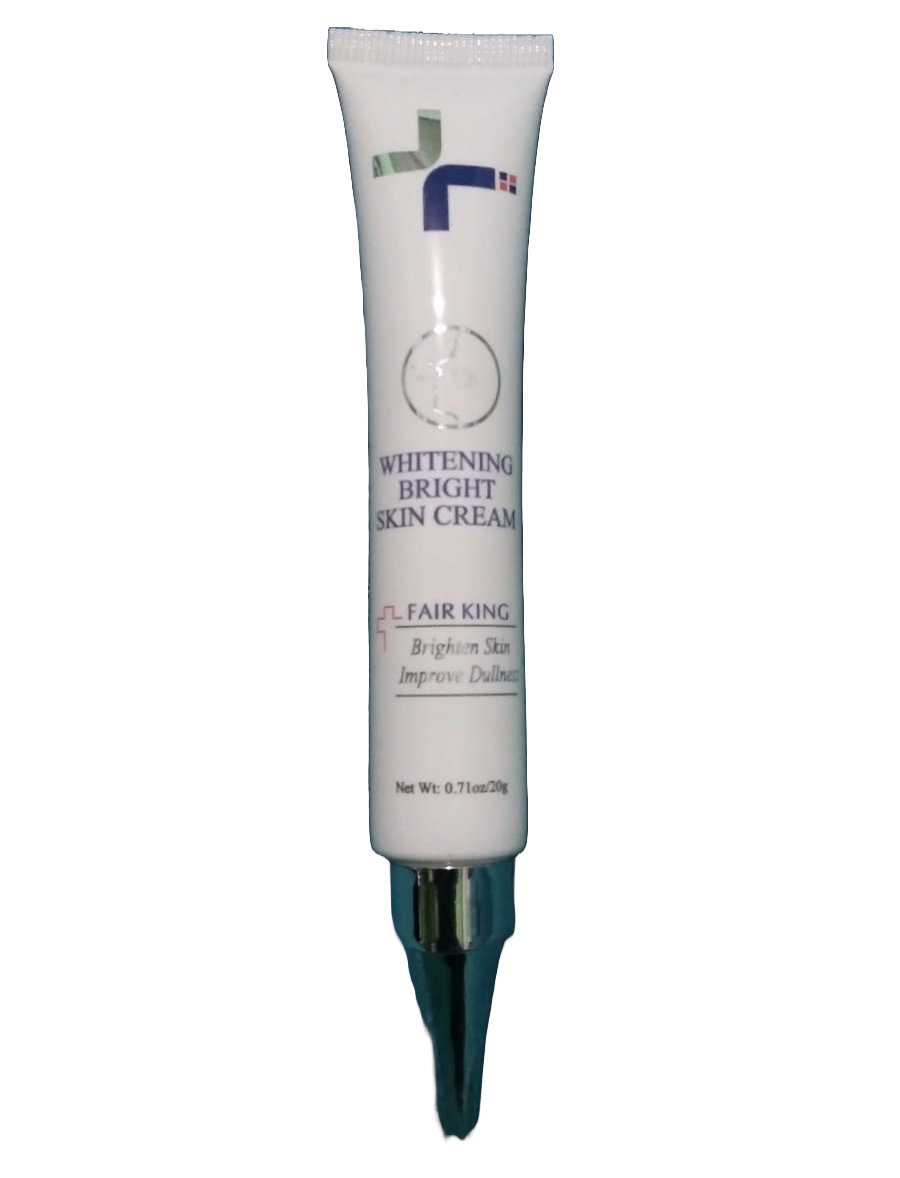 WHITENING
BRIGHT
SKIN CREAM
FAIR KING
Brighten Skin
Improve Dullness
Net Wt: 0.71oz/20g